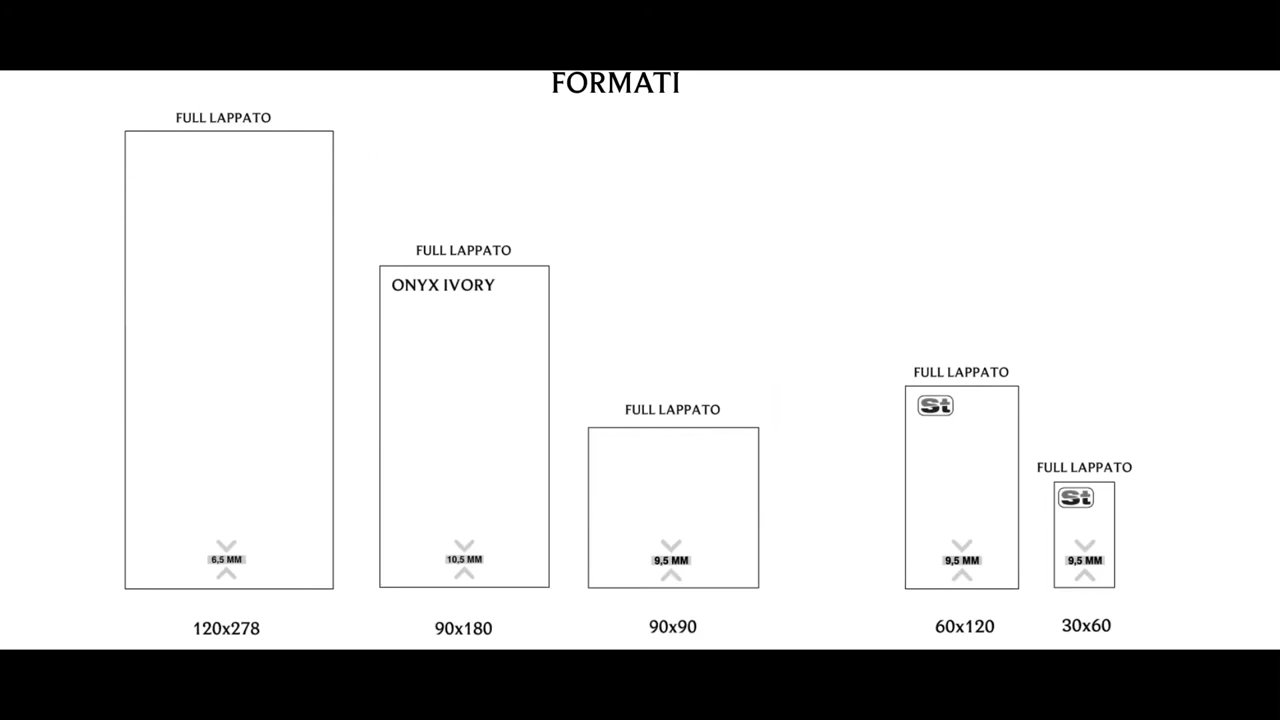 FORMATI
FULL LAPPATO
6,5 MM
120x278
FULL LAPPATO
ONYX IVORY
10,5 MM
90x180
FULL LAPPATO
9,5 MM
90x90
FULL LAPPATO
St
9,5 MM
60x120
FULL LAPPATO
St
9,5 MM
30x60